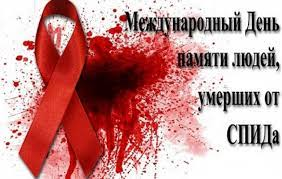 Международный День
памяти людей,
умерших от
СПИДа